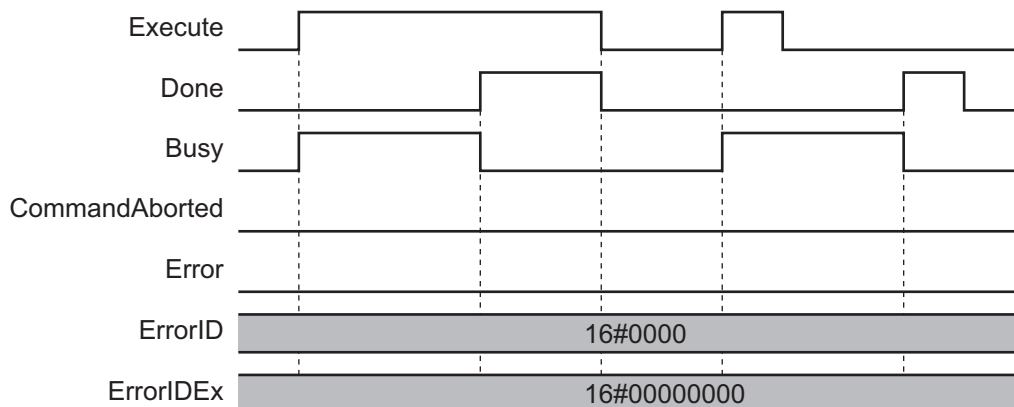 Execute
Done
Busy
CommandAborted
Error
ErrorID 16#0000
ErrorIDEx 16#00000000